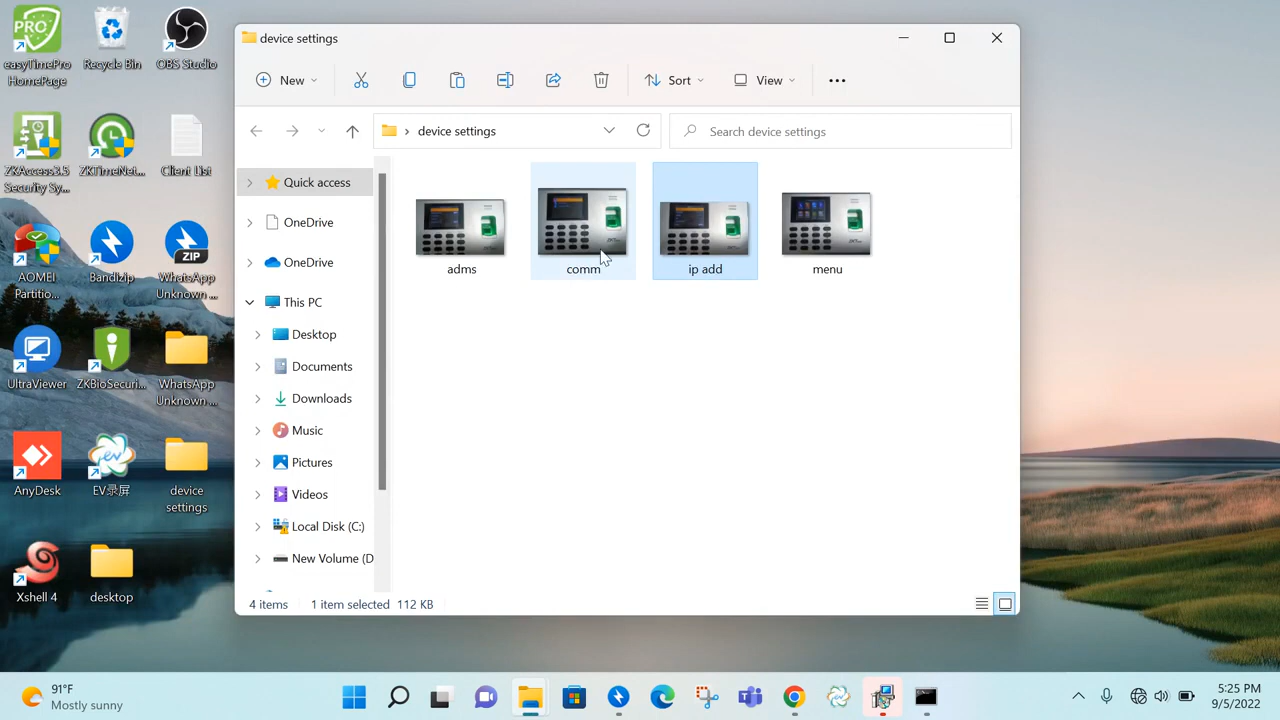 PRO
easyTimePro HomePage
Recycle Bin
OBS Studio
ZKAccess3.5 Security Sy...
ZKTimeNet...
Client List
AOMEI Partitio...
Bandizip
ZIP
WhatsApp Unknown ...
UltraViewer
ZKBioSecuri...
WhatsApp Unknown ...
AnyDesk
EV录屏
device settings
Xshell 4
desktop
device settings
New
Sort
View
device settings
Search device settings
Quick access
OneDrive
OneDrive
This PC
Desktop
Documents
Downloads
Music
Pictures
Videos
Local Disk (C:)
New Volume (D
adms
comm
ip add
menu
4 items
1 item selected 112 KB
91°F
Mostly sunny
5:25 PM
9/5/2022